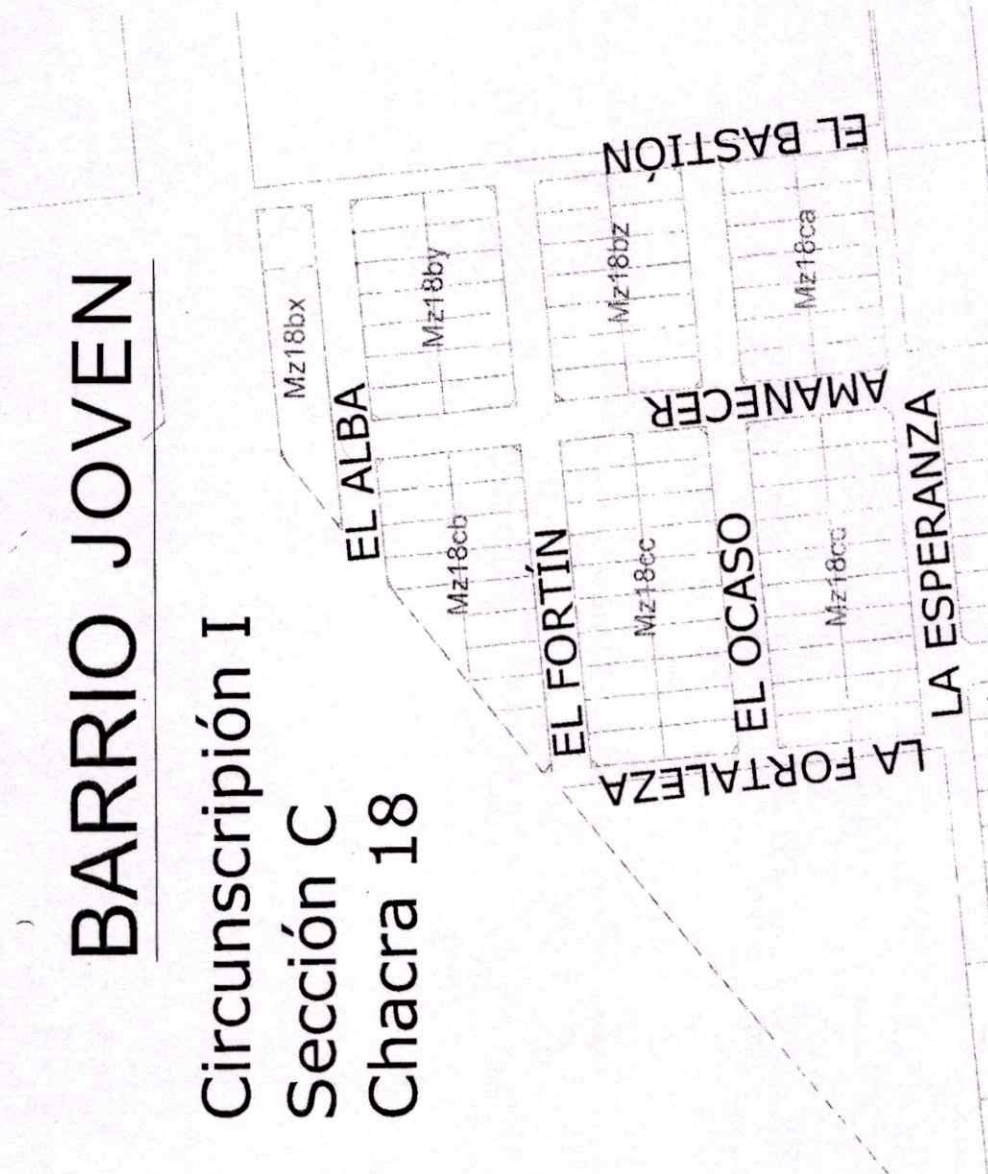 BARRIO JOVEN
Circunscripión I
Sección C
Chacra 18
Mz18bx
EL ALBA
Mz18by
Mz18cb
EL FORTÍN
Mz18bz
Mz18cc
EL OCASO
Mz18ca
LA ESPERANZA
EL BASTIÓN
AMANECER
LA FORTALEZA